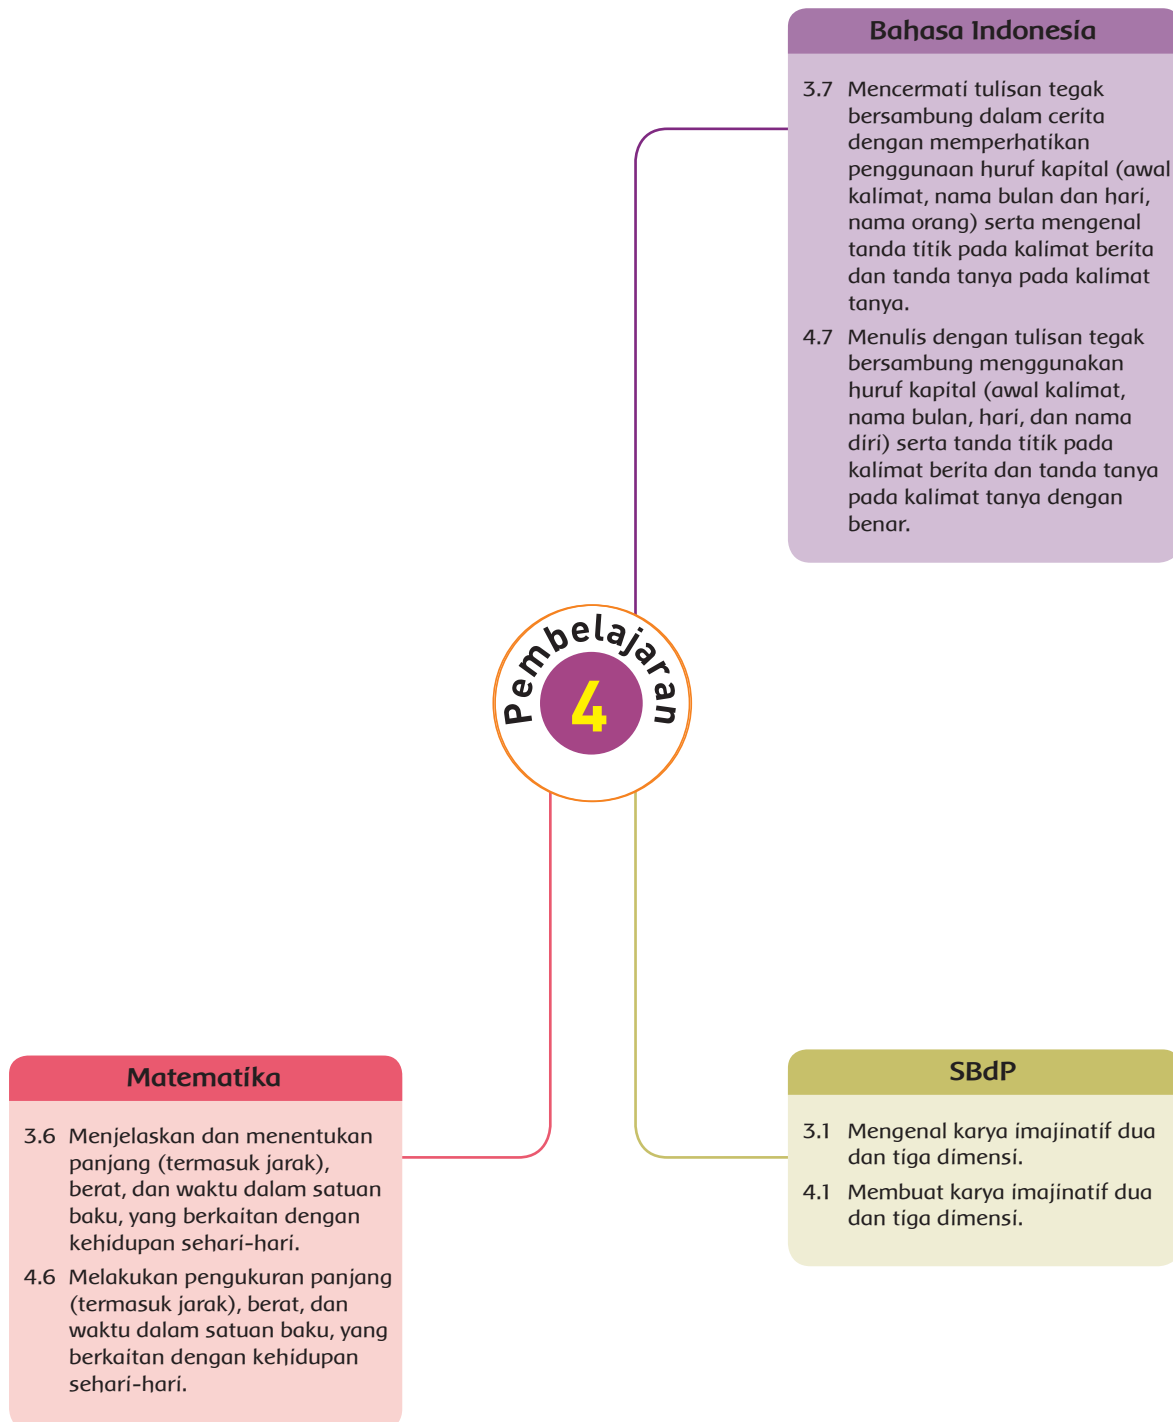 Bahasa Indonesia
3.7 Mencermati tulisan tegak
bersambung dalam cerita
dengan memperhatikan
penggunaan huruf kapital (awal
kalimat, nama bulan dan hari,
nama orang) serta mengenal
tanda titik pada kalimat berita
dan tanda tanya pada kalimat
tanya.
4.7 Menulis dengan tulisan tegak
bersambung menggunakan
huruf kapital (awal kalimat,
nama bulan, hari, dan nama
diri) serta tanda titik pada
kalimat berita dan tanda tanya
pada kalimat tanya dengan
benar.
Pembelajaran
4
Matematika
3.6 Menjelaskan dan menentukan
panjang (termasuk jarak),
berat, dan waktu dalam satuan
baku, yang berkaitan dengan
kehidupan sehari-hari.
4.6 Melakukan pengukuran panjang
(termasuk jarak), berat, dan
waktu dalam satuan baku, yang
berkaitan dengan kehidupan
sehari-hari.
SBdP
3.1 Mengenal karya imajinatif dua
dan tiga dimensi.
4.1 Membuat karya imajinatif dua
dan tiga dimensi.